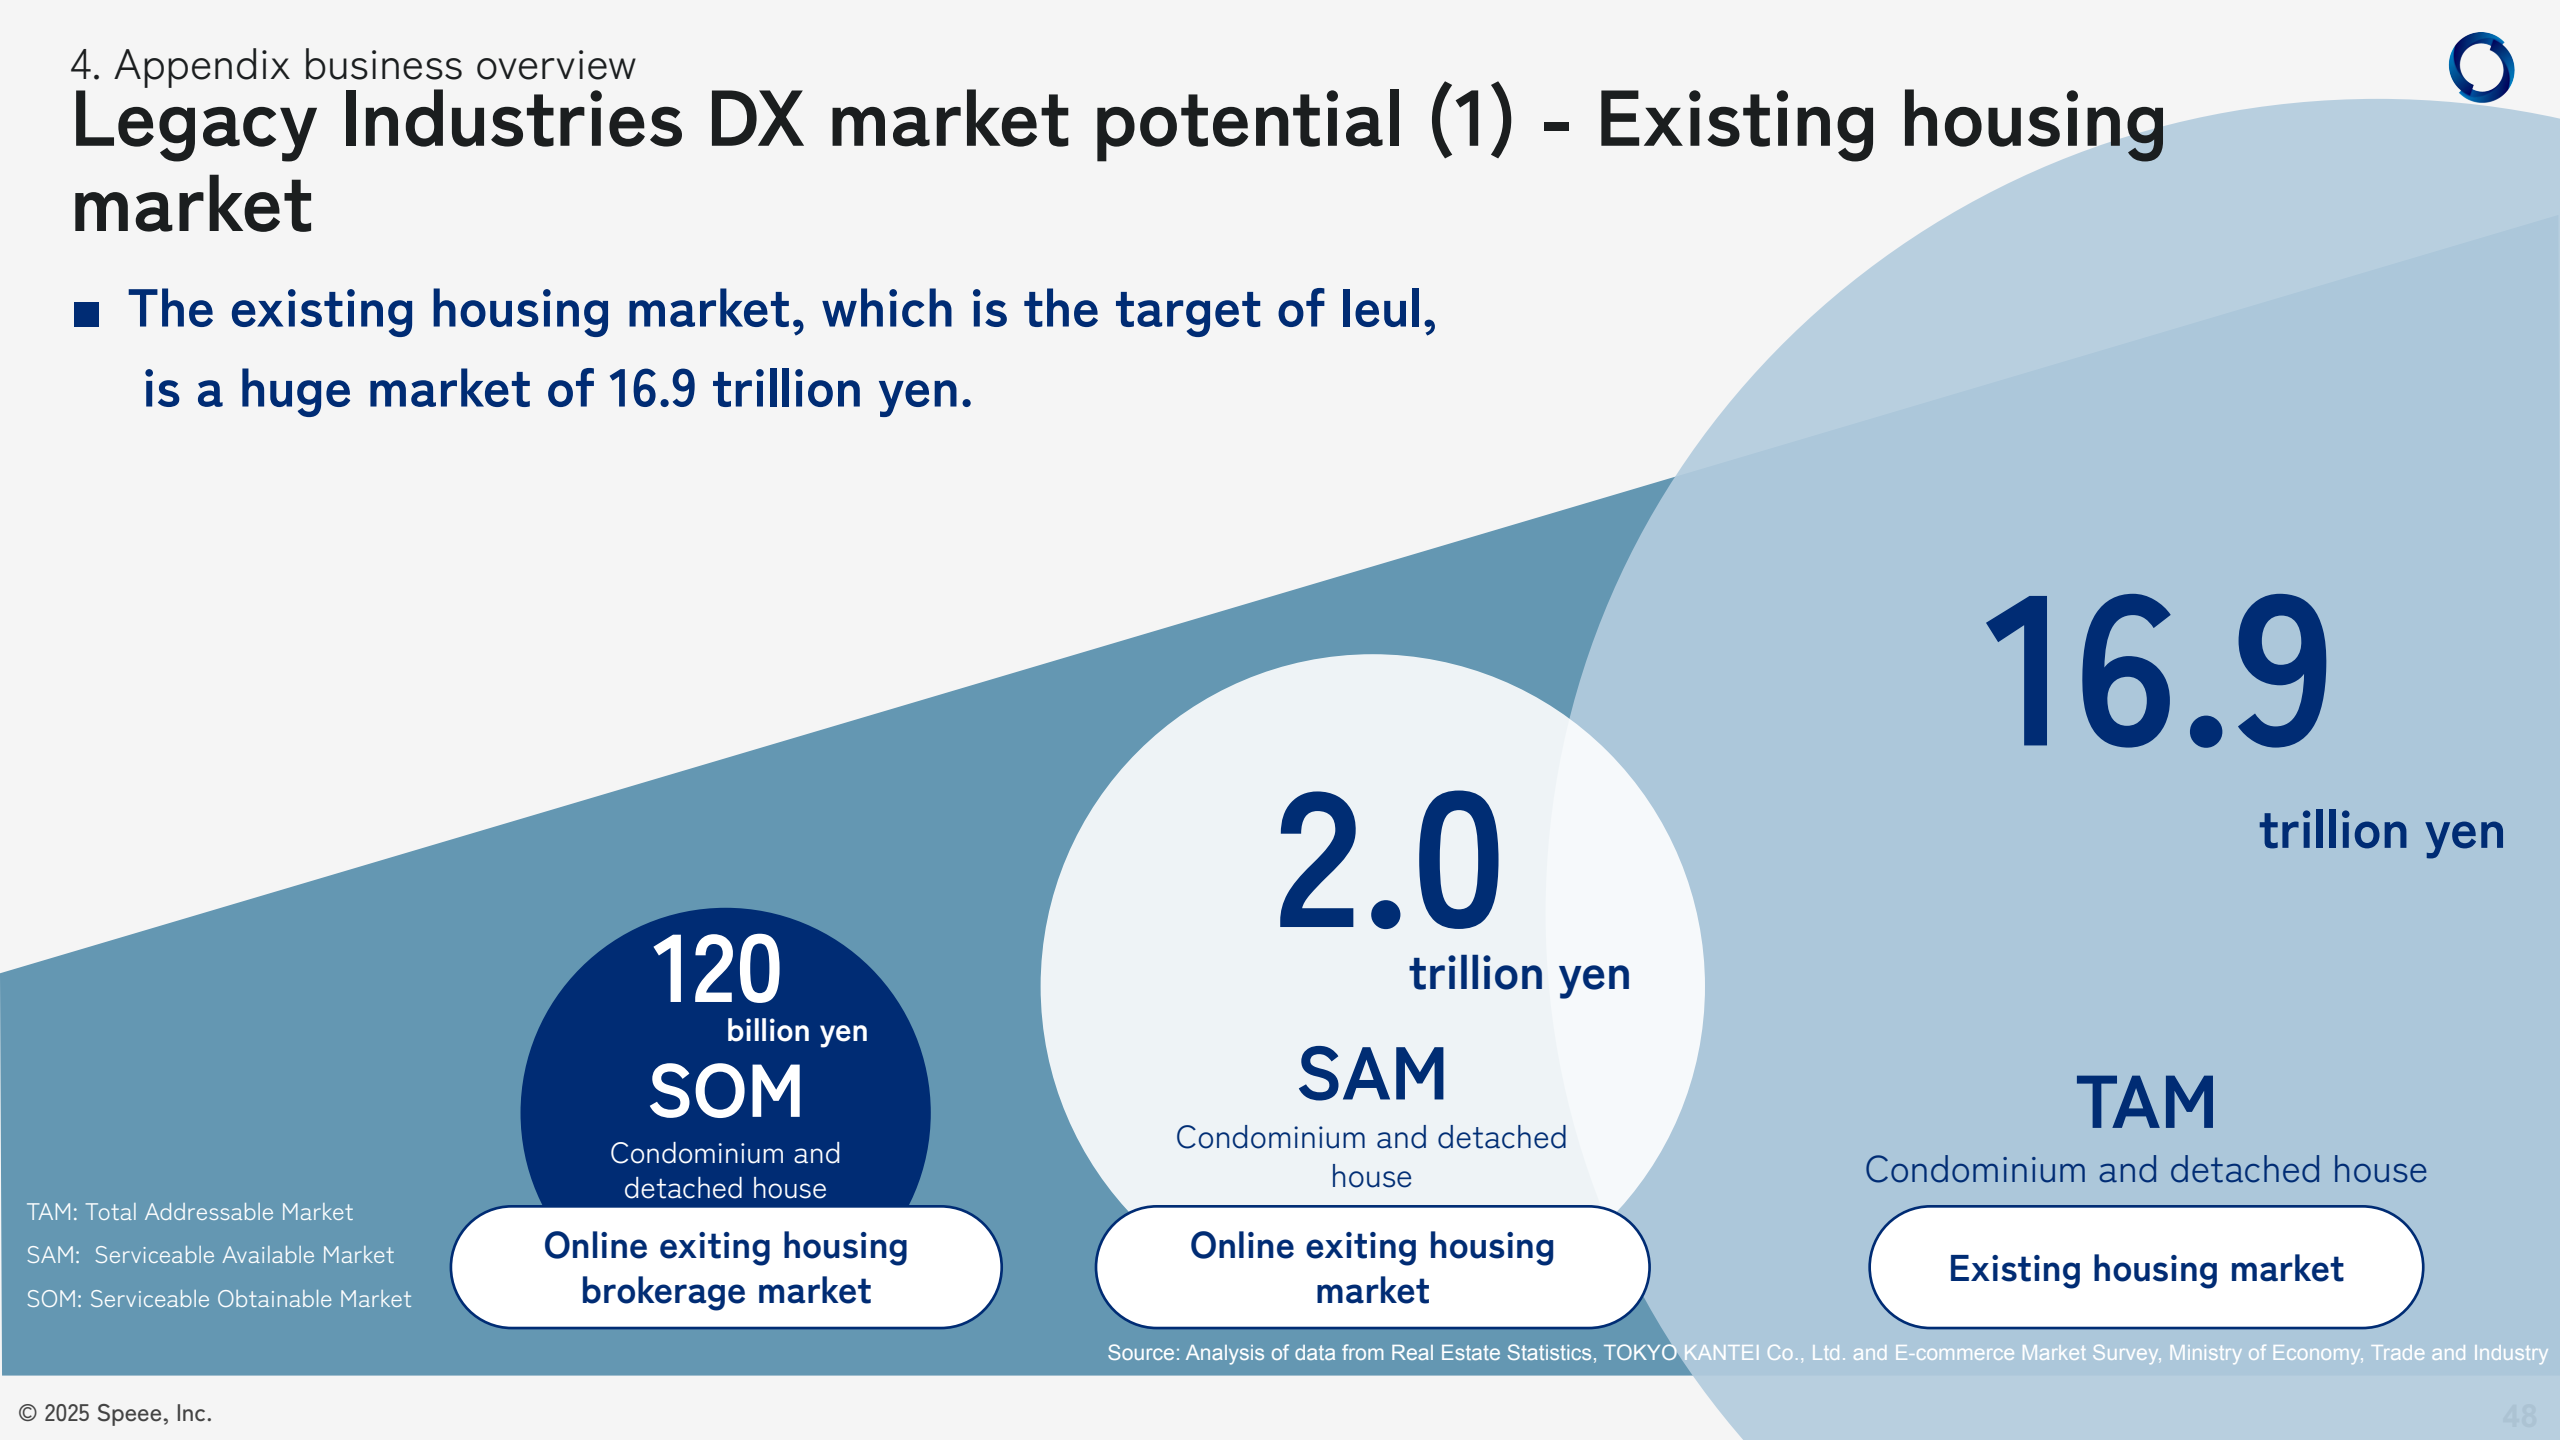 4. Appendix business overview
Legacy Industries DX market potential (1) - Existing housing
market
■ The existing housing market, which is the target of Ieul,
is a huge market of 16.9 trillion yen.
16.9
trillion yen
2.0
trillion yen
120
billion yen
SOM
Condominium and
detached house
SAM
Condominium and detached
house
TAM
Condominium and detached house
TAM: Total Addressable Market
SAM: Serviceable Available Market
SOM: Serviceable Obtainable Market
Online exiting housing
brokerage market
Online exiting housing
market
Existing housing market
Source: Analysis of data from Real Estate Statistics, TOKYO KANTEI Co., Ltd. and E-commerce Market Survey, Ministry of Economy, Trade and Industry
© 2025 Speee, Inc.
48